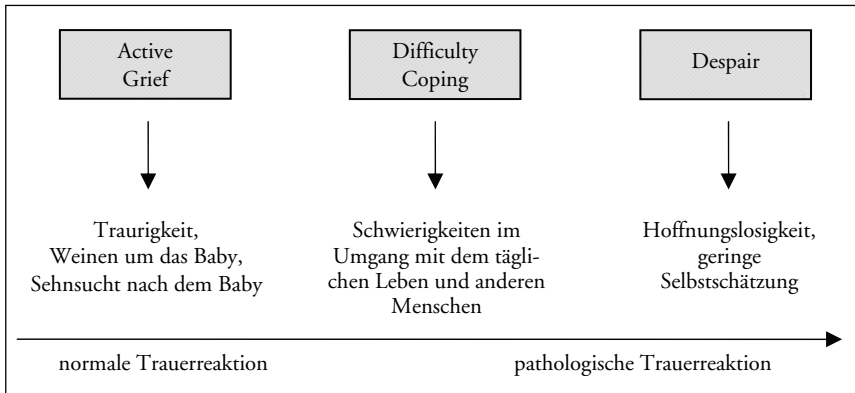 Active
Grief
Difficulty
Coping
Despair
Traurigkeit,
Weinen um das Baby,
Sehnsucht nach dem Baby
Schwierigkeiten im
Umgang mit dem tägli-
chen Leben und anderen
Menschen
Hoffnungslosigkeit,
geringe
Selbstschätzung
normale Trauerreaktion
pathologische Trauerreaktion